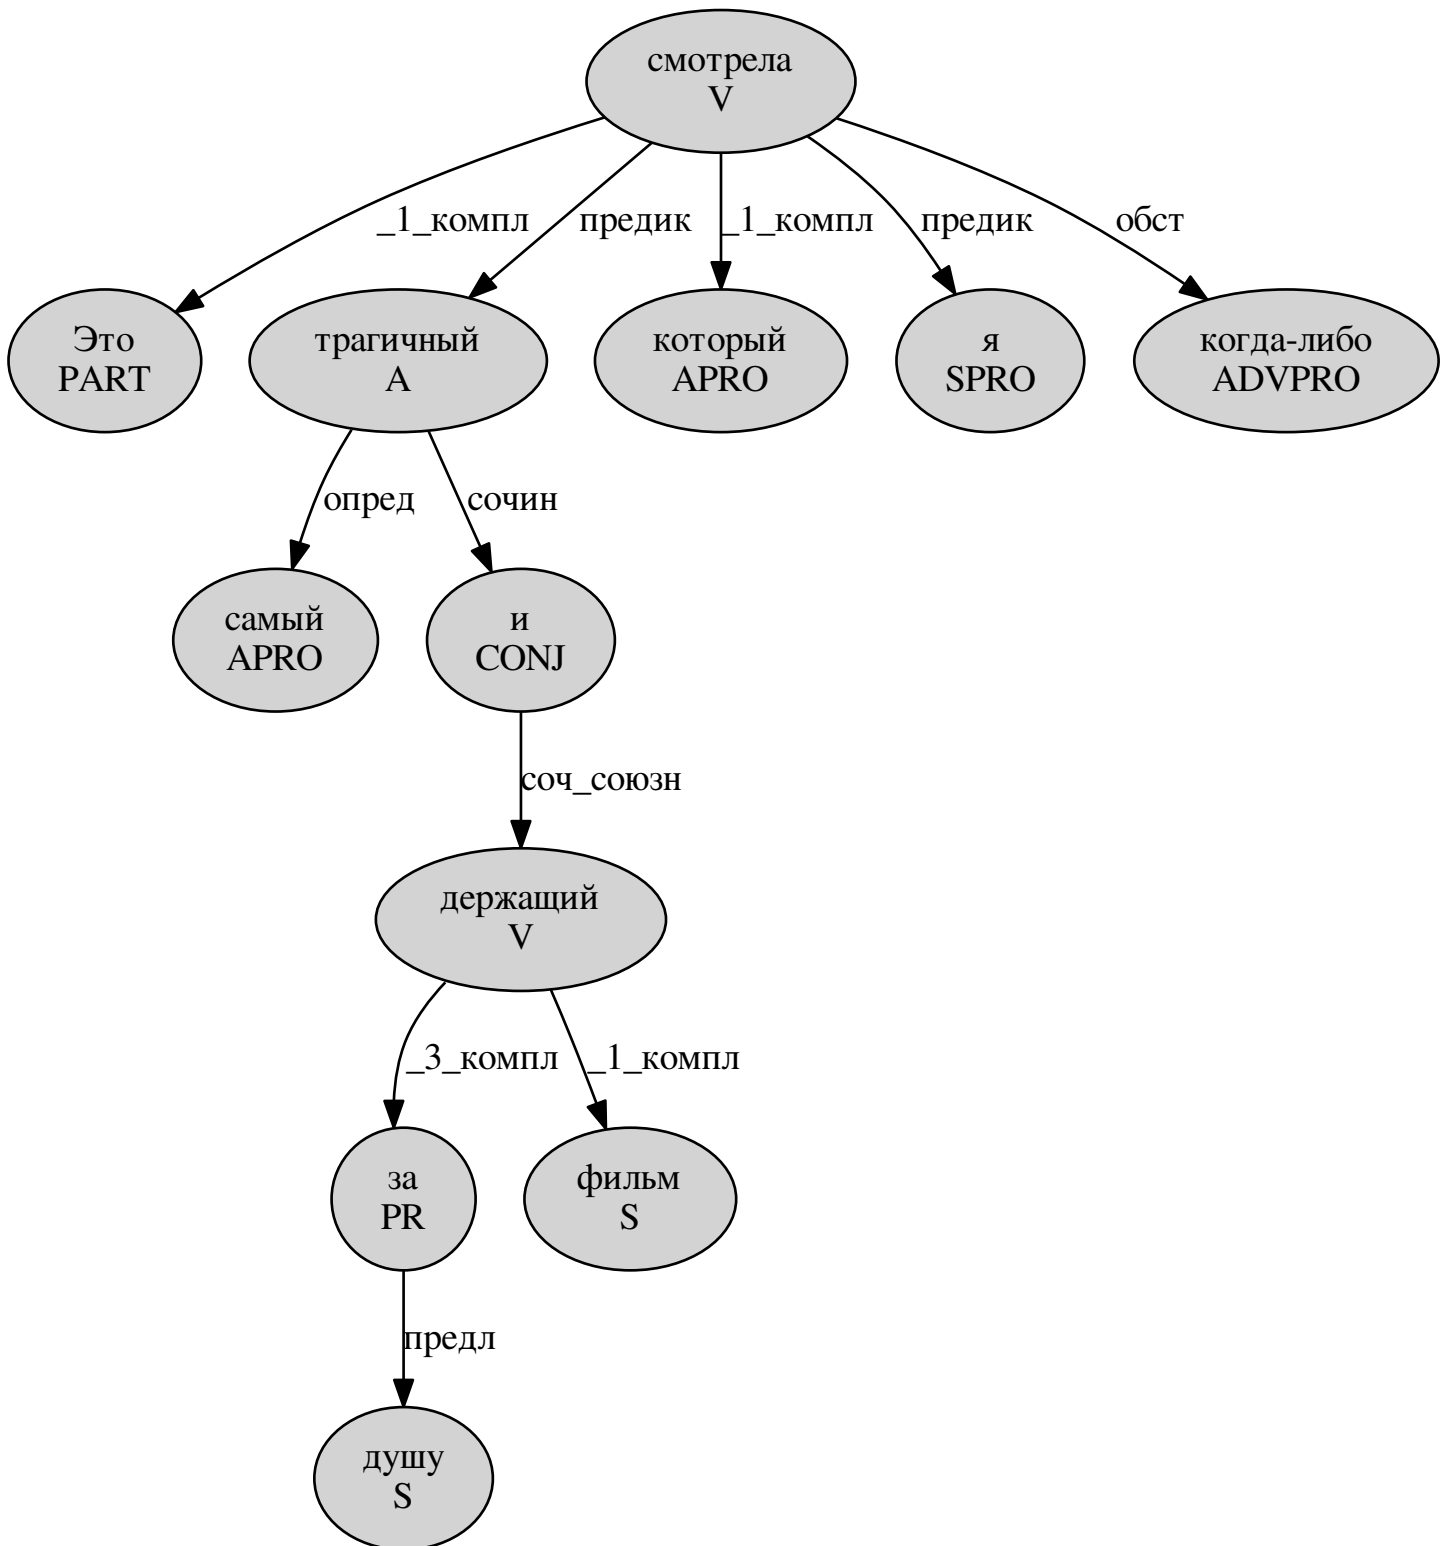 смотрела
V
_1_компл
предик
_1_компл
предик
обст
Это
PART
трагичный
A
который
APRO
я
SPRO
когда-либо
ADVPRO
опред
сочин
самый
APRO
и
CONJ
соч_союзн
держащий
V
_3_компл
_1_компл
за
PR
фильм
S
предл
душу
S